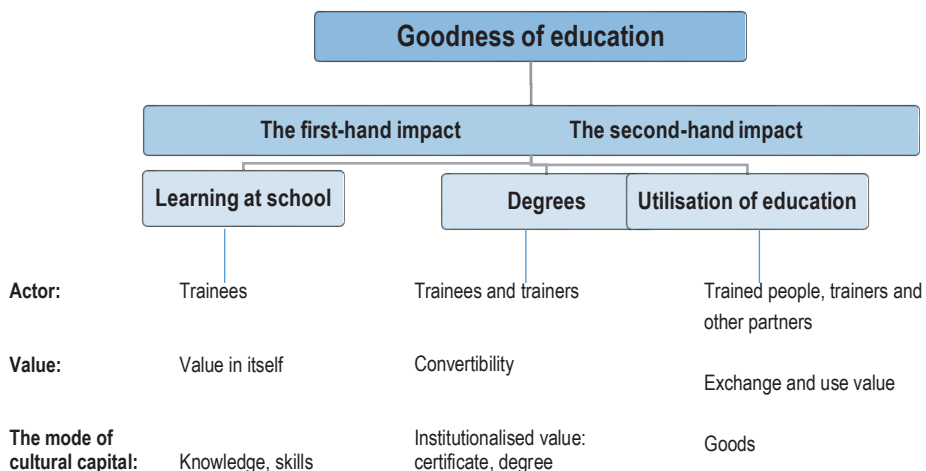 Goodness of education
The first-hand impact The second-hand impact
Learning at school Degrees Utilisation of education
Actor: Trainees Trainees and trainers Trained people, trainers and
other partners
Value: Value in itself Convertibility Exchange and use value
The mode of
cultural capital: Knowledge, skills Institutionalised value:
certificate, degree Goods